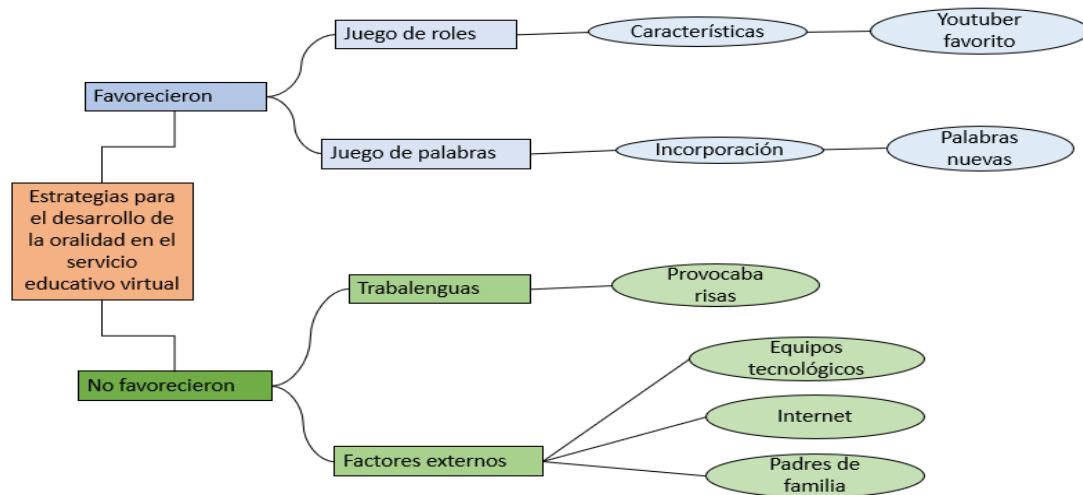 Juego de roles
Características
Youtuber
favorito
Favorecieron
Juego de palabras
Incorporación
Palabras
nuevas
Estrategias para
el desarrollo de
la oralidad en el
servicio
educativo virtual
Trabalenguas
Provocaba
risas
No favorecieron
Equipos
tecnológicos
Internet
Factores externos
Padres de
familia